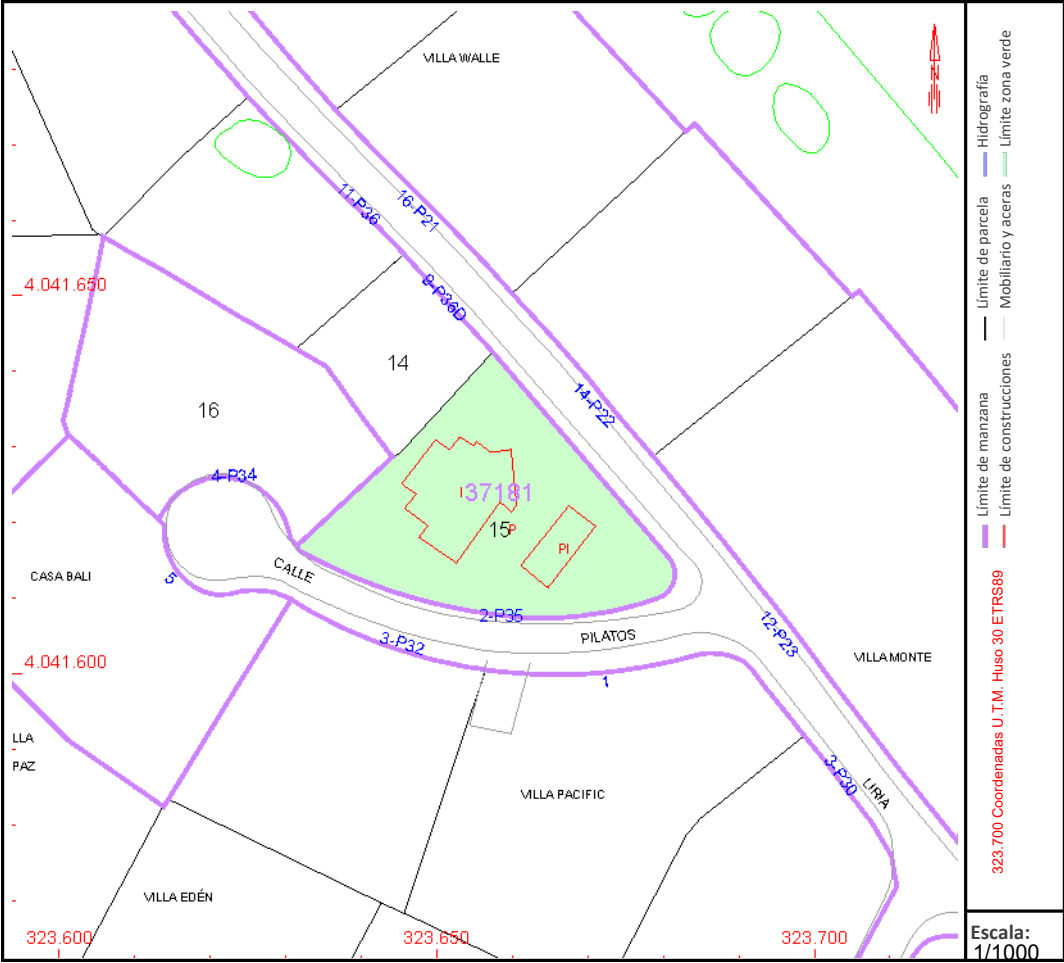 VILLA WALLE
11-P36
16-P21
4.041.650
9-P36D
14
14-P22
16
4-P34
37181
I
15
P
PI
CALLE
CASA BALI
5
2-P35
PILATOS
3-P32
12-P23
VILLA MONTE
4.041.600
1
LLA
PAZ
3-P30
LIRIA
VILLA PACIFIC
VILLA EDÉN
323.600
323.650
323.700
N
Límite de manzana
Límite de parcela
Hidrografía
Límite de construcciones
Mobiliario y aceras
Límite zona verde
323.700 Coordenadas U.T.M. Huso 30 ETRS89
Escala:
1/1000